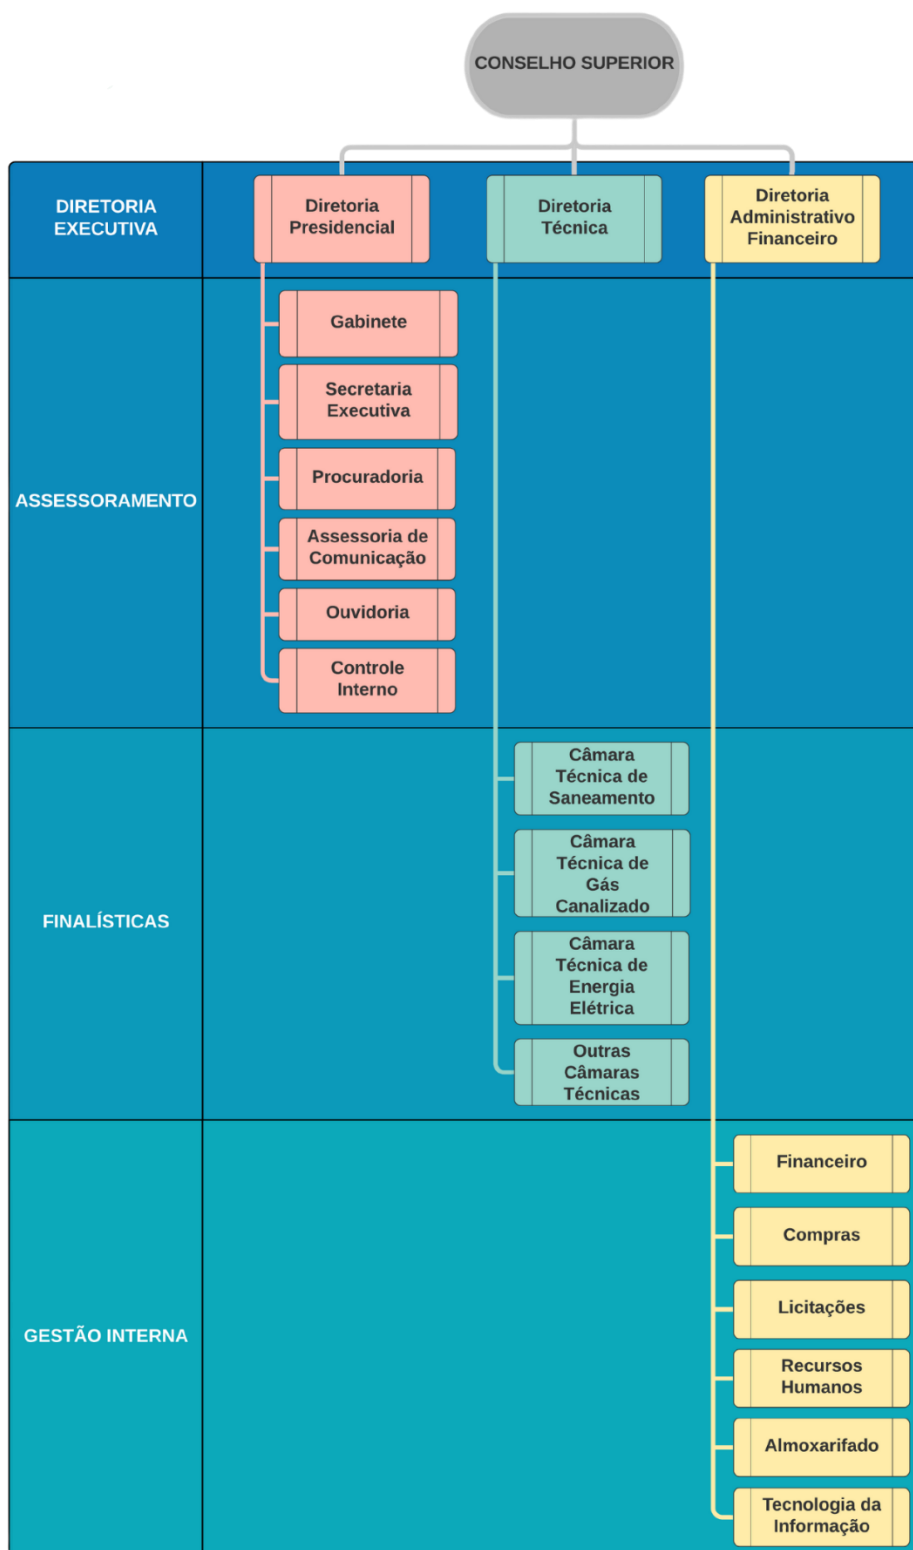 CONSELHO SUPERIOR
DIRETORIA
EXECUTIVA
Diretoria
Presidencial
Diretoria
Técnica
Diretoria
Administrativo
Financeiro
ASSESSORAMENTO
Gabinete
Secretaria
Executiva
Procuradoria
Assessoria de
Comunicação
Ouvidoria
Controle
Interno
FINALÍSTICAS
Câmara
Técnica de
Saneamento
Câmara
Técnica de
Gás
Canalizado
Câmara
Técnica de
Energia
Elétrica
Outras
Câmaras
Técnicas
GESTÃO INTERNA
Financeiro
Compras
Licitações
Recursos
Humanos
Almoxarifado
Tecnologia da
Informação